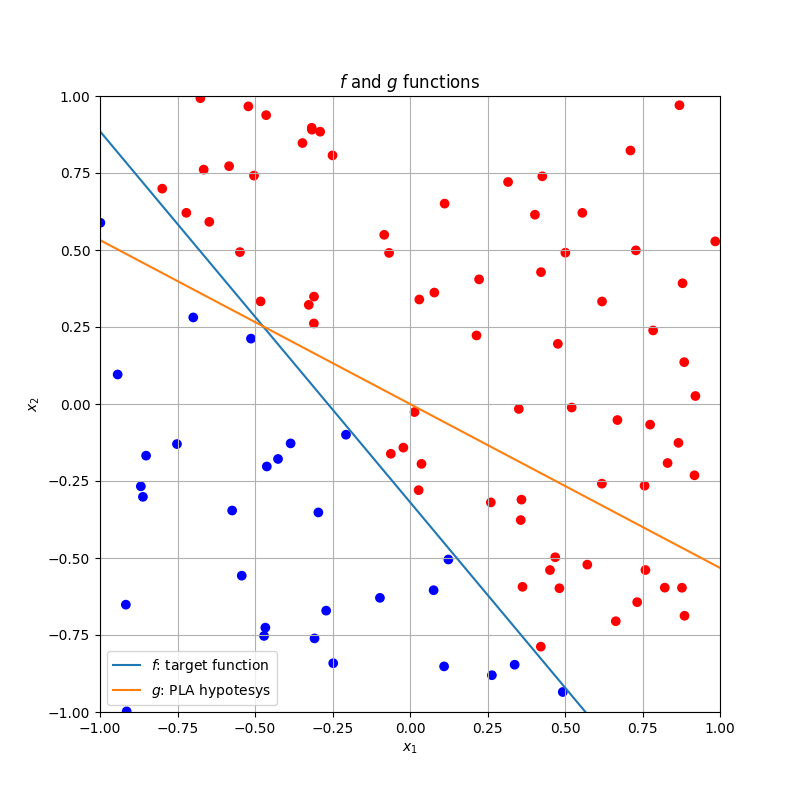 f and g functions
1.00
0.75
0.50
0.25
0.00
−0.25
−0.50
−0.75
−1.00
x₂
f: target function
g: PLA hypotesys
−1.00 −0.75 −0.50 −0.25 0.00 0.25 0.50 0.75 1.00
x₁